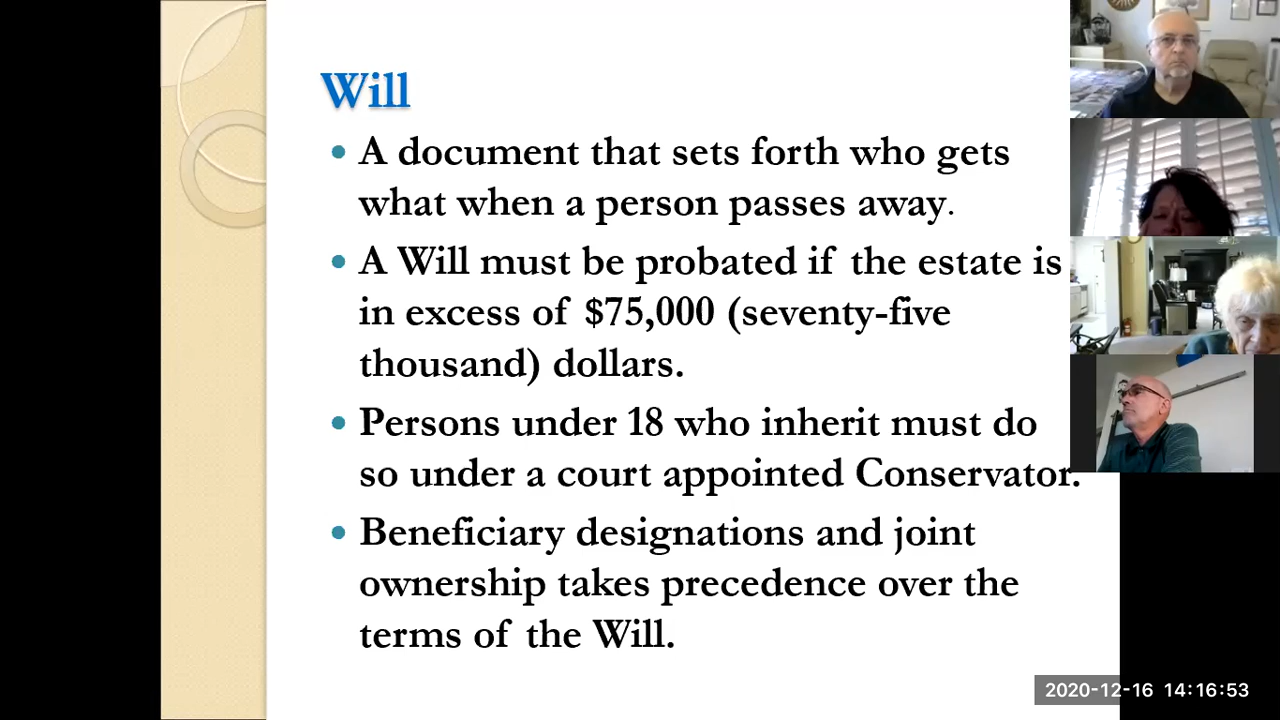 Will
• A document that sets forth who gets
what when a person passes away.
• A Will must be probated if the estate is
in excess of $75,000 (seventy-five
thousand) dollars.
• Persons under 18 who inherit must do
so under a court appointed Conservator.
• Beneficiary designations and joint
ownership takes precedence over the
terms of the Will.
2020-12-16 14:16:53